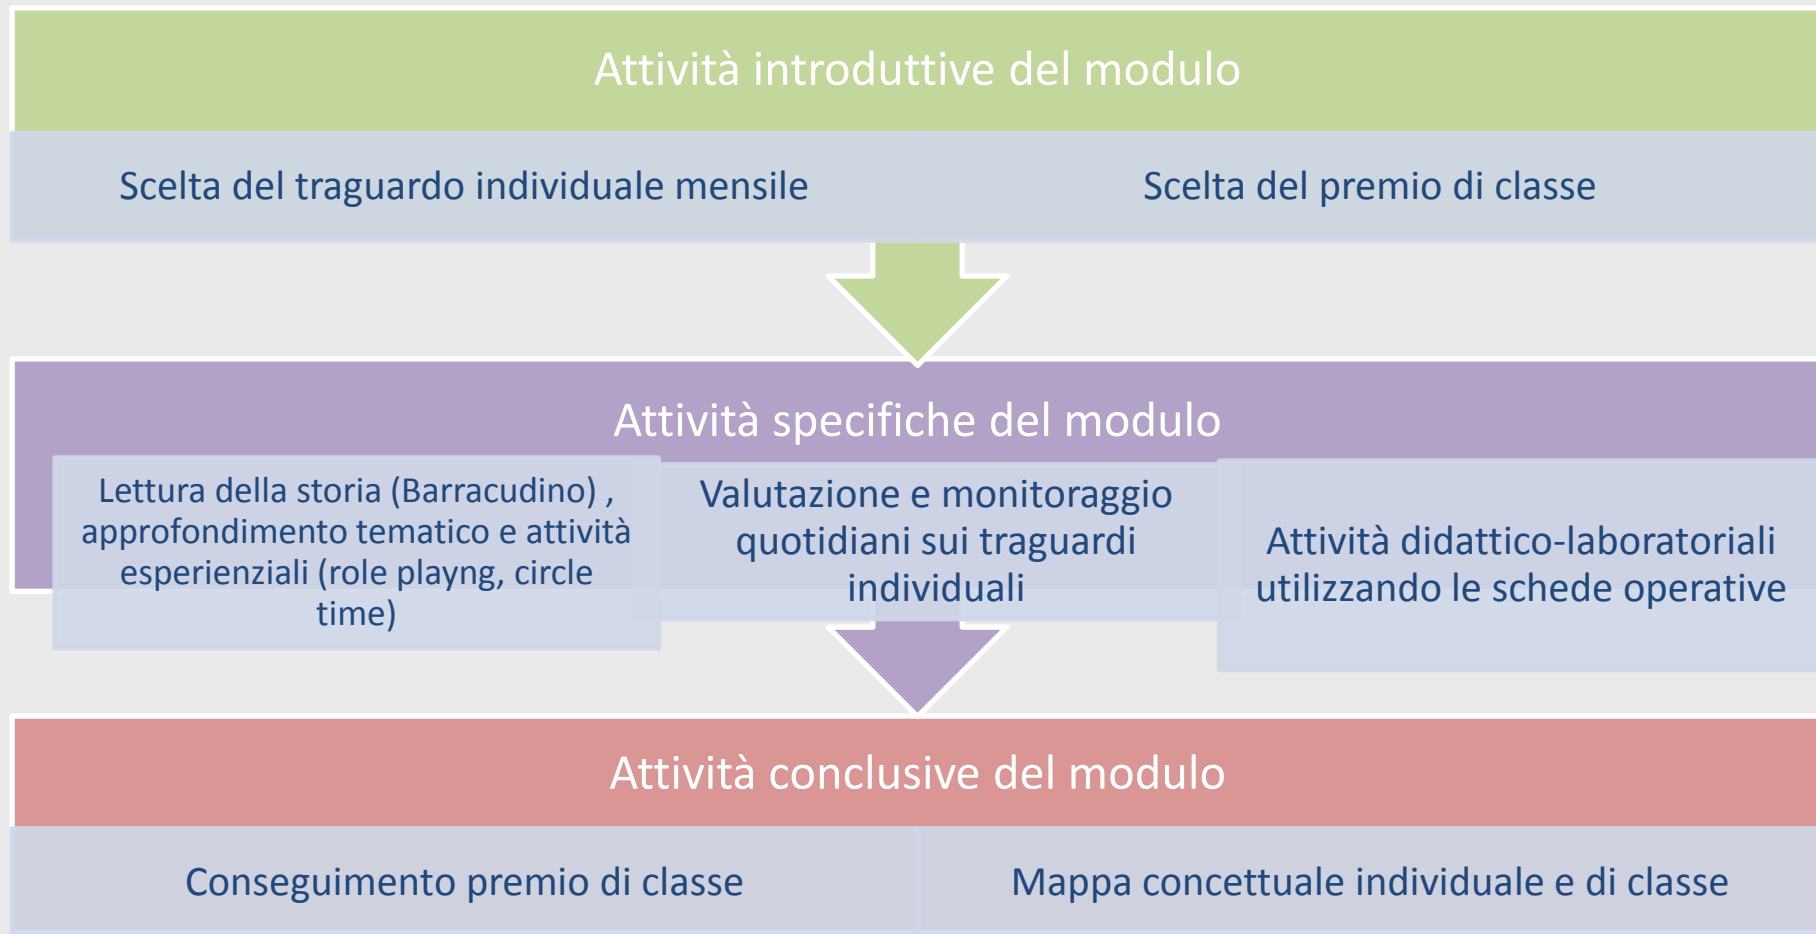 Attività introduttive del modulo
Scelta del traguardo individuale mensile
Scelta del premio di classe
Attività specifiche del modulo
Lettura della storia (Barracudino) ,
approfondimento tematico e attività
esperienziali (role playng, circle
time)
Valutazione e monitoraggio
quotidiani sui traguardi
individuali
Attività didattico-laboratoriali
utilizzando le schede operative
Attività conclusive del modulo
Conseguimento premio di classe
Mappa concettuale individuale e di classe